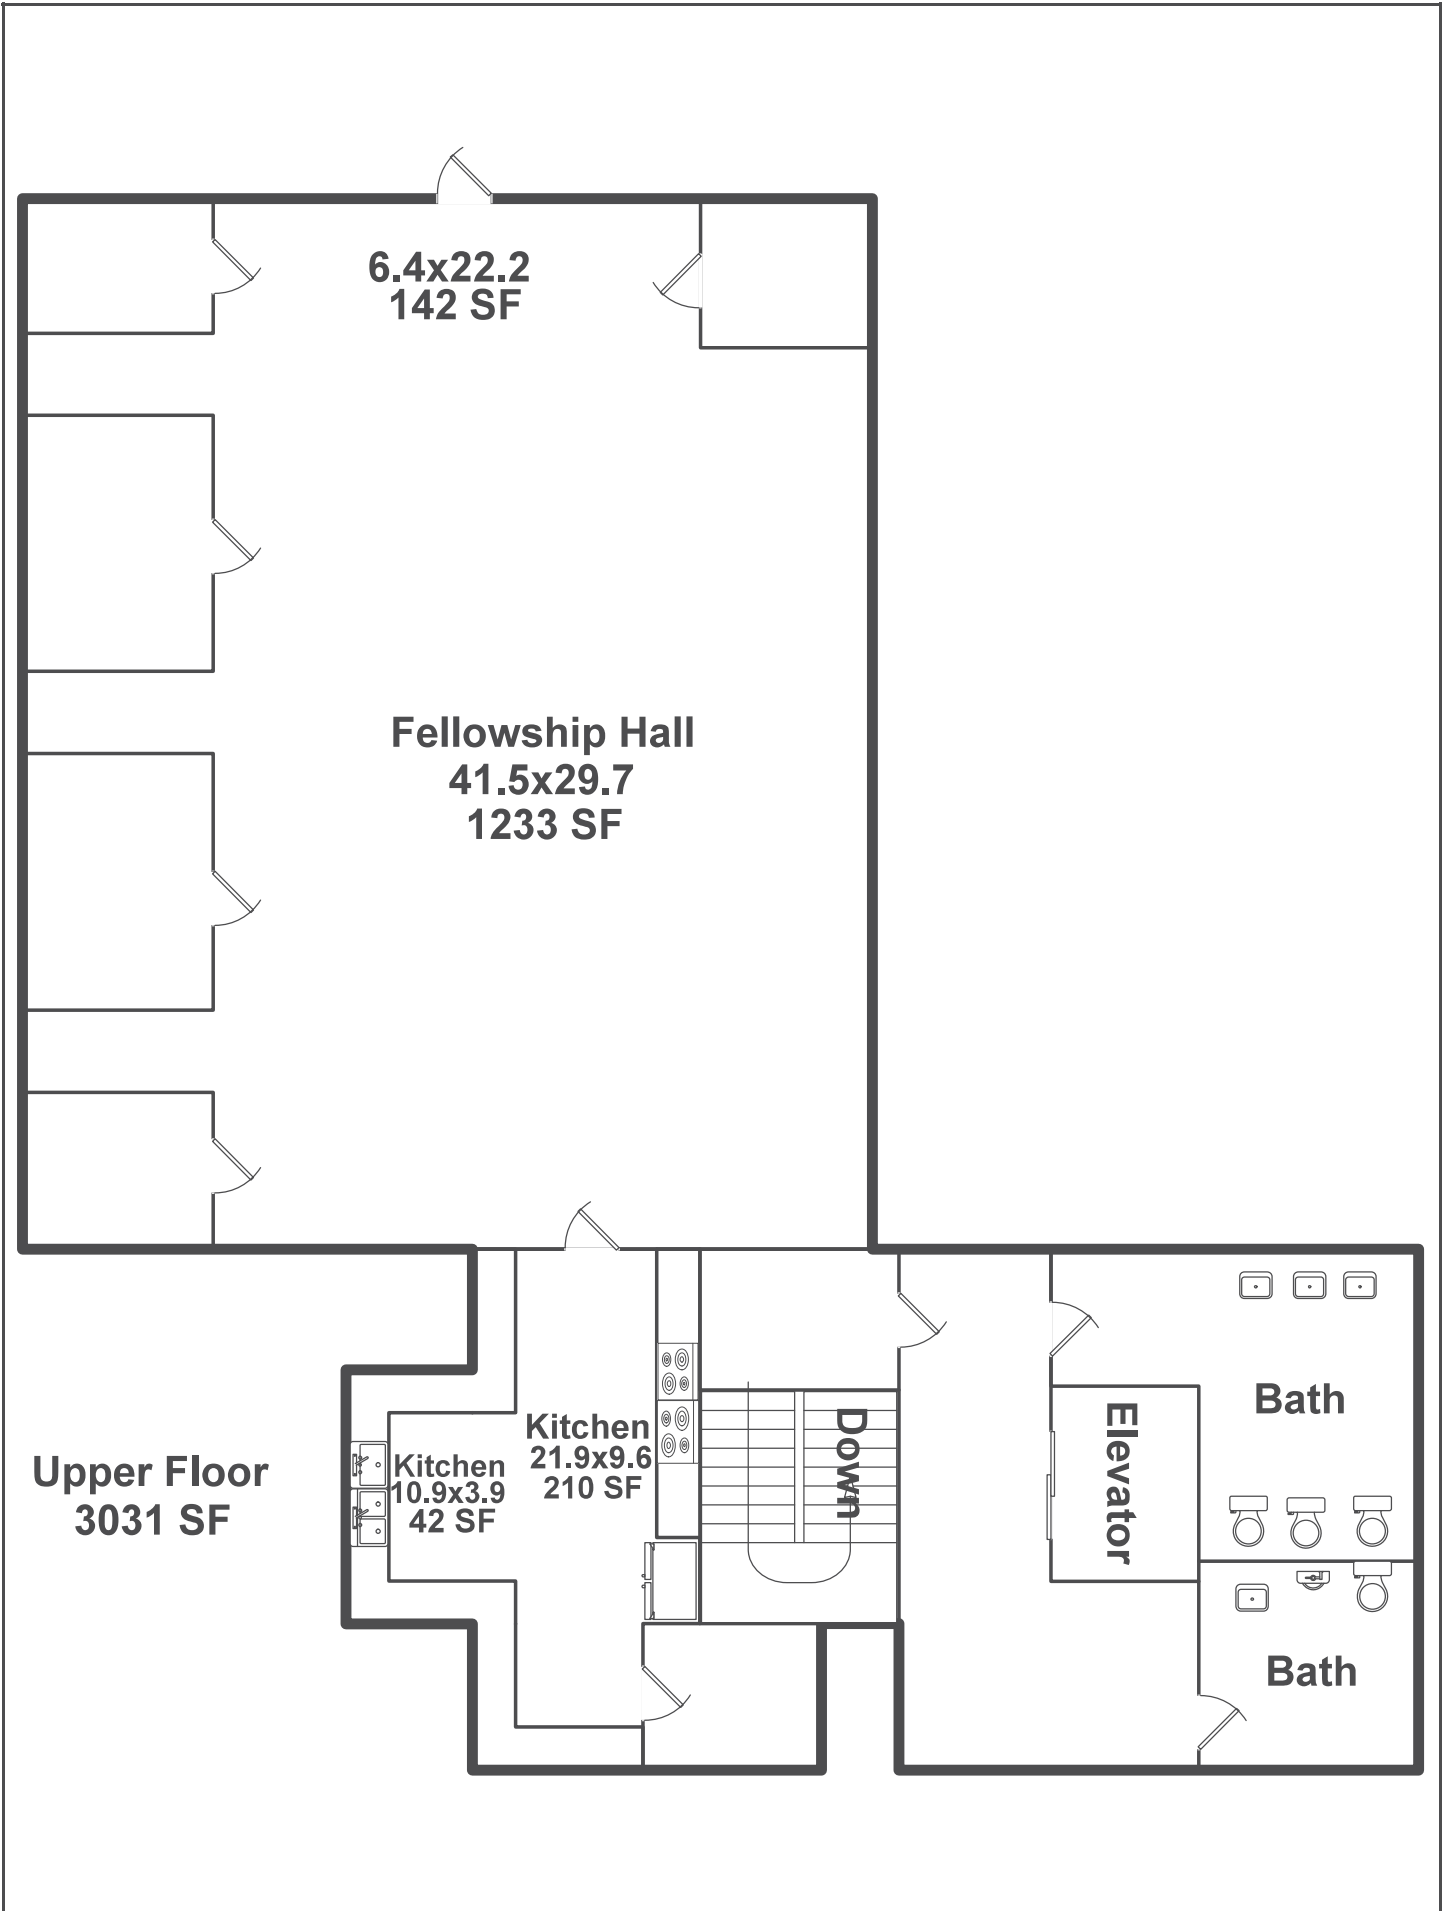 6.4x22.2
142 SF
Fellowship Hall
41.5x29.7
1233 SF
Upper Floor
3031 SF
Kitchen
10.9x3.9
42 SF
Kitchen
21.9x9.6
210 SF
Down
Elevator
Bath
Bath